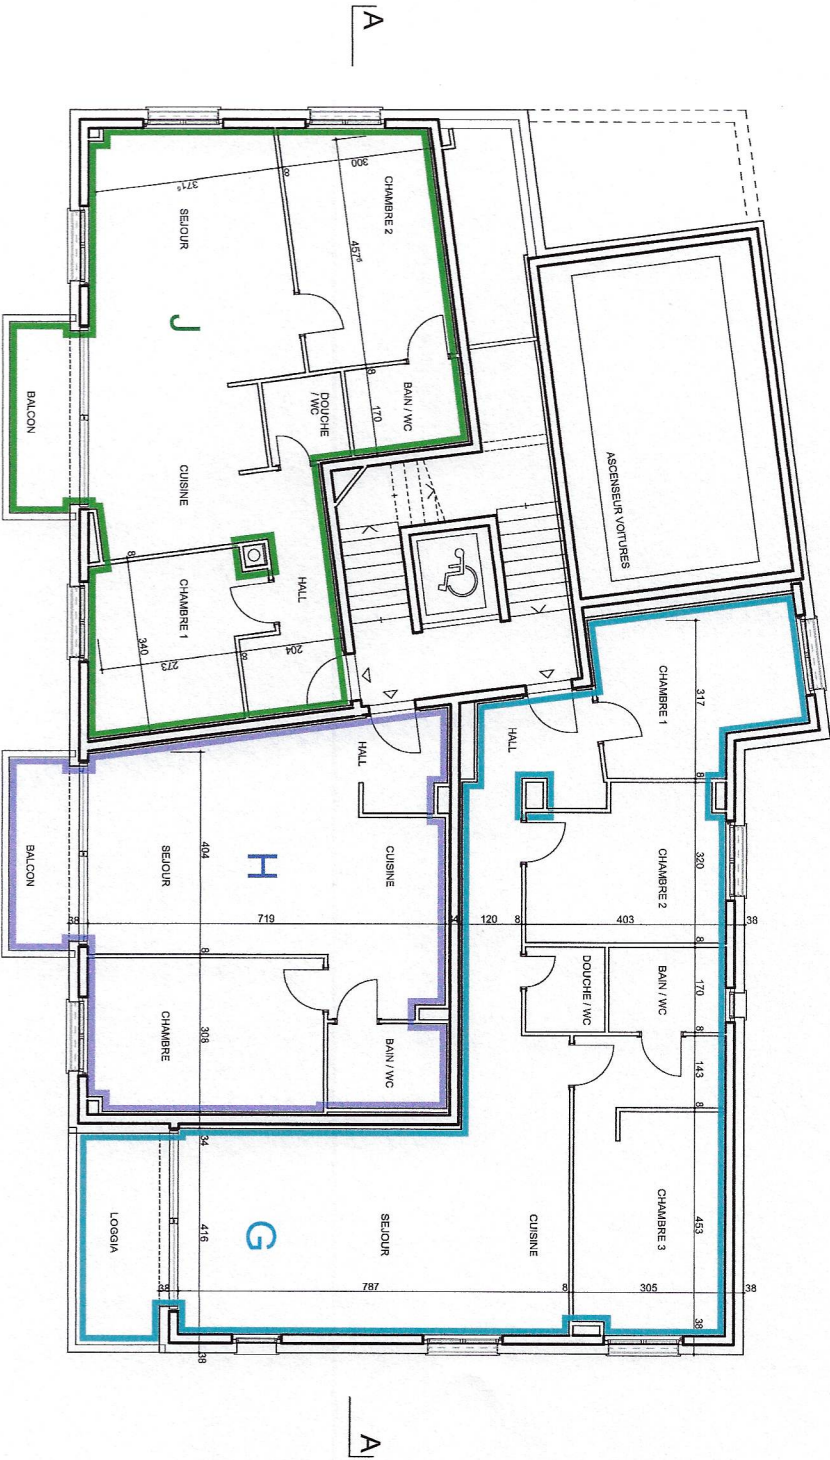 A
300
8
371⁵
CHAMBRE 2
SEJOUR
457⁵
J
BALCON
8
170
BAIN / WC
DOUCHE
/ WC
CUISINE
ASCENSEUR VOITURES
8
HALL
CHAMBRE 1
340
273
8
204
CHAMBRE 1
317
8
HALL
HALL
BALCON
SEJOUR
404
H
CUISINE
CHAMBRE 2
320
38
719
120
8
403
38
8
8
BAIN / WC
DOUCHE / WC
170
8
CHAMBRE
308
BAIN / WC
143
8
34
LOGGIA
416
G
SEJOUR
CUISINE
CHAMBRE 3
453
38
787
8
305
38
38
38
A